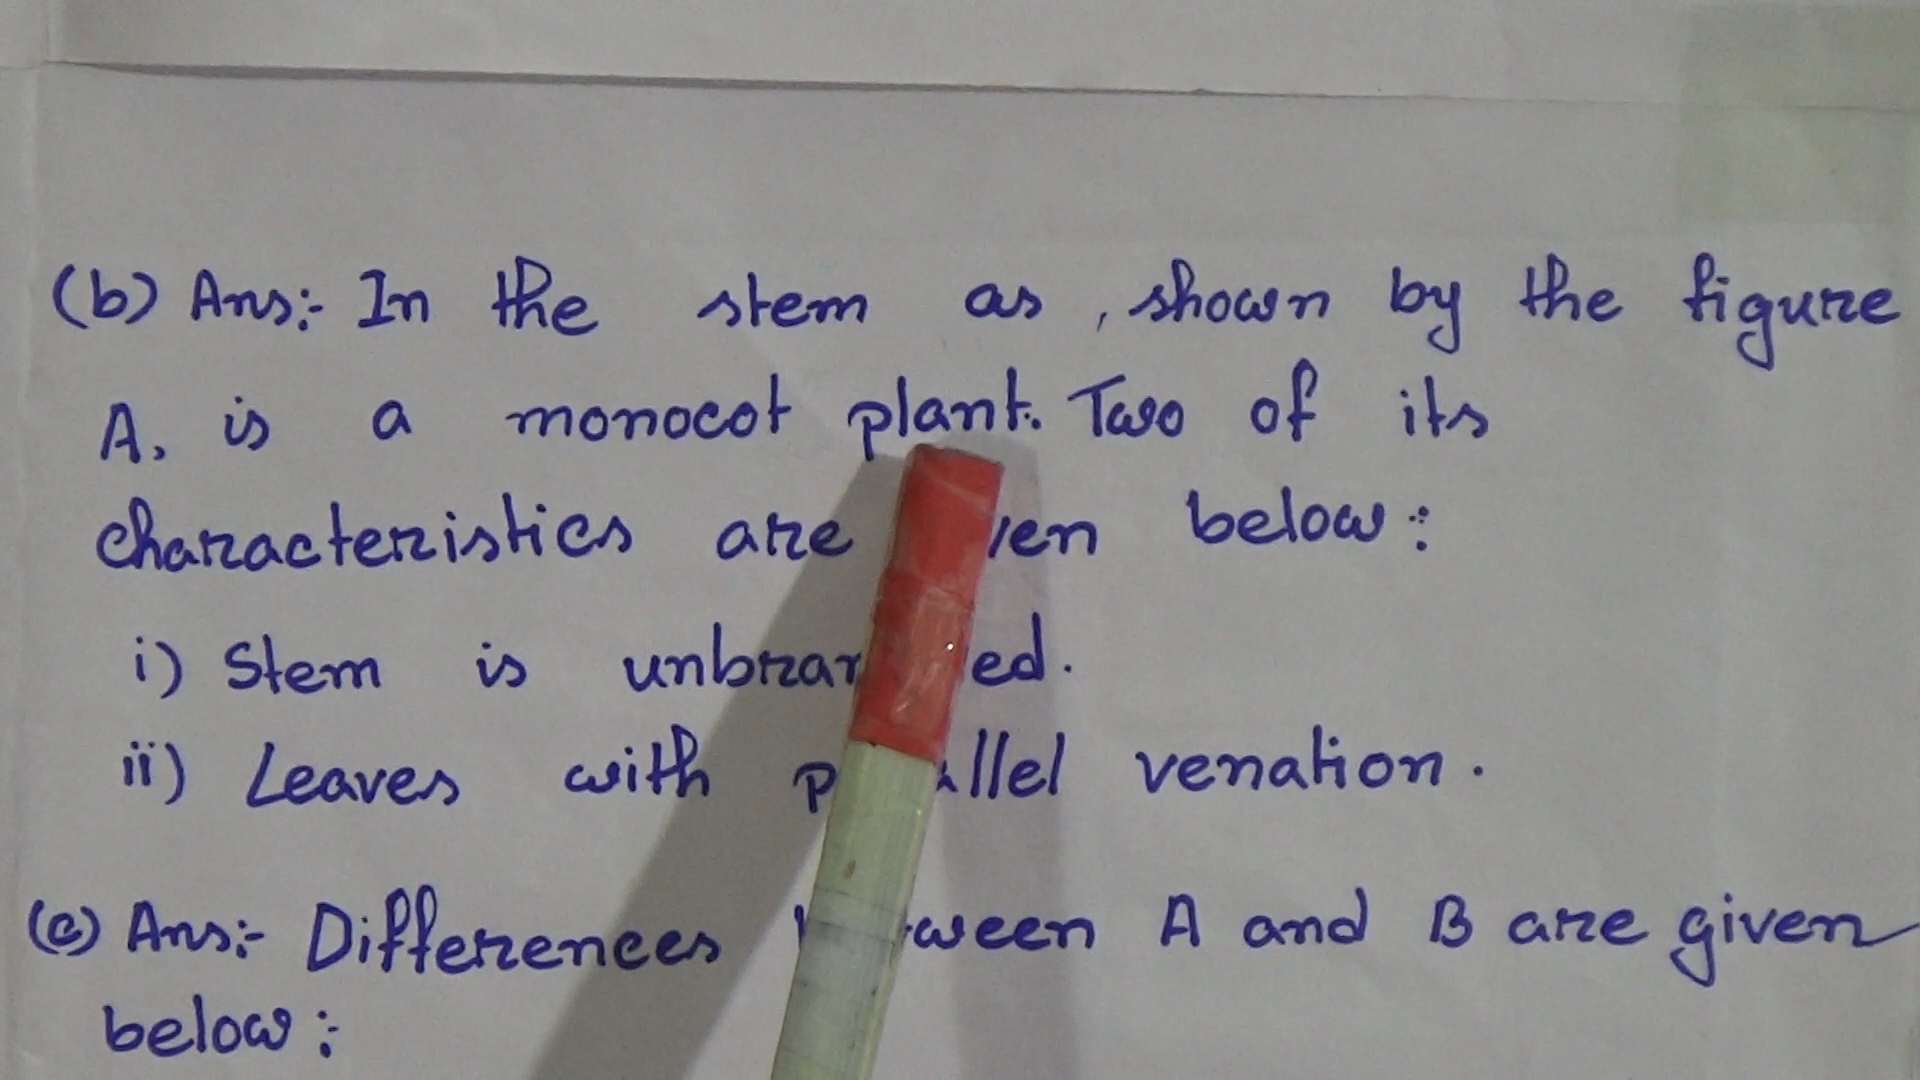 (b) Ans:- In the stem as, shown by the figure
A, is a monocot plant. Two of its
characteristics are below:
i) Stem is
ii) Leaves with venation.
(c) Ans:- Differences A and B are given
below: